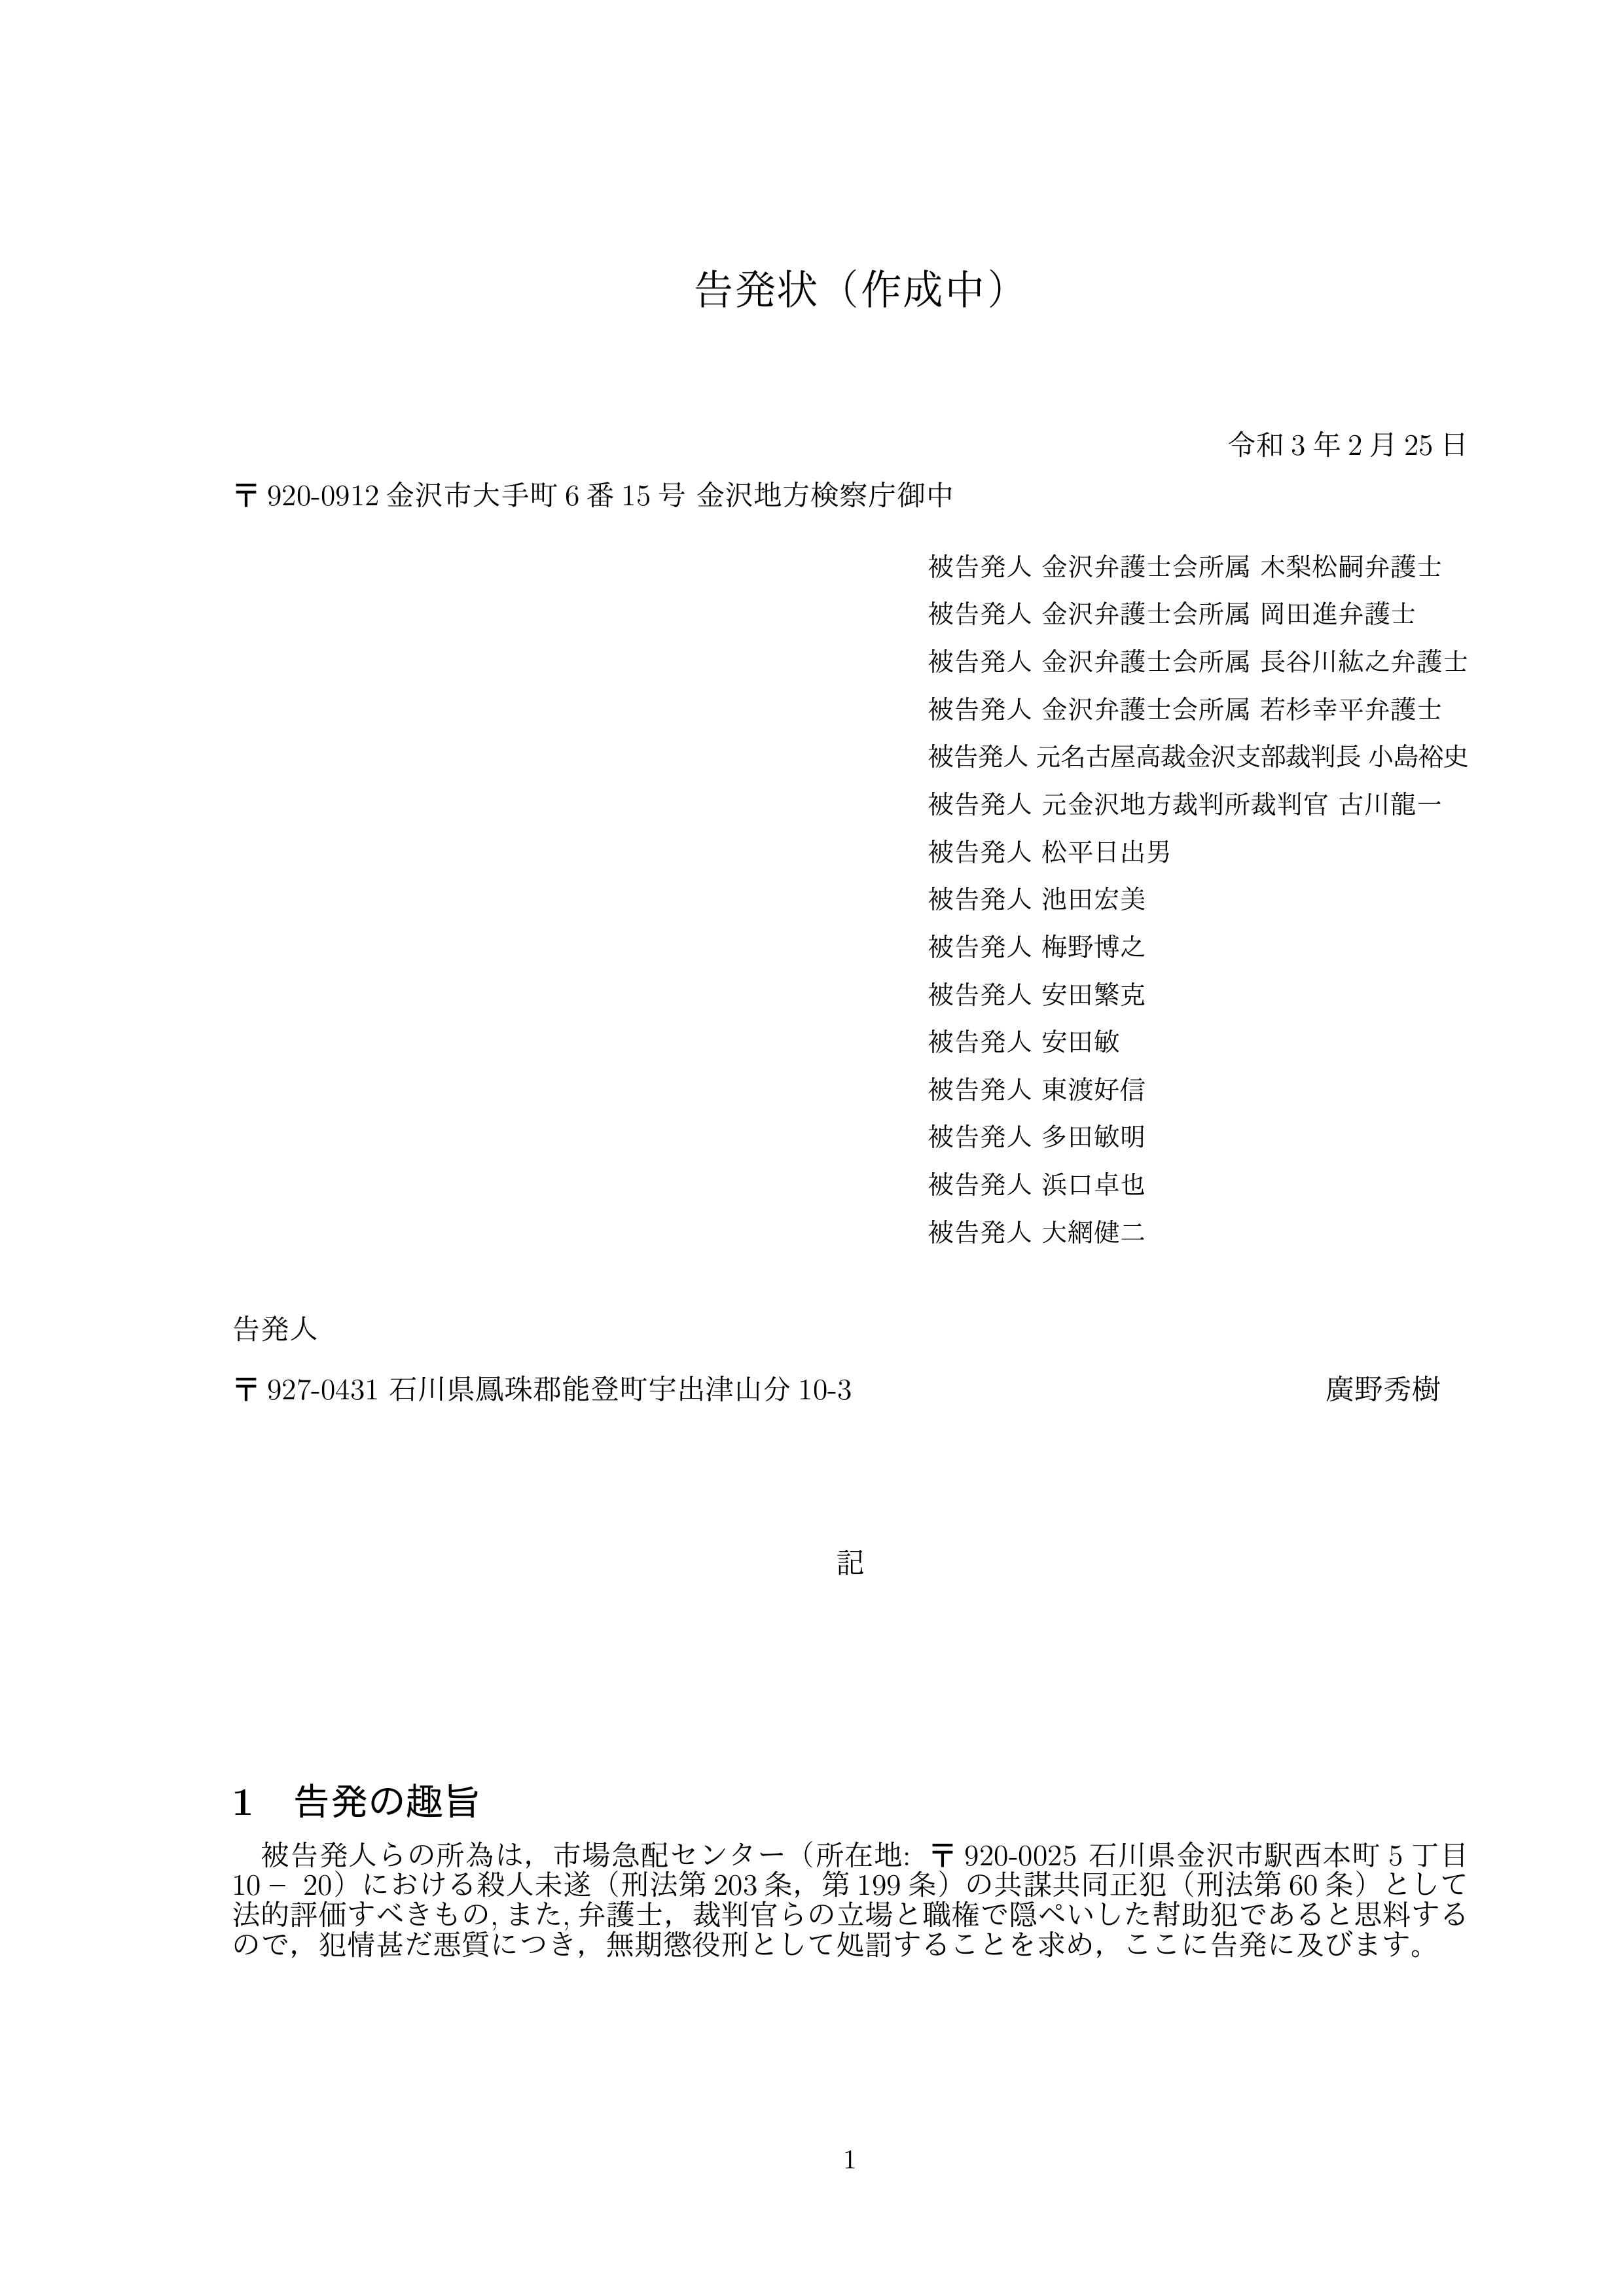 告発状（作成中）
令和 3 年 2 月 25 日
〒 920-0912 金沢市大手町 6 番 15 号 金沢地方検察庁御中
被告発人 金沢弁護士会所属 木梨松嗣弁護士
被告発人 金沢弁護士会所属 岡田進弁護士
被告発人 金沢弁護士会所属 長谷川紘之弁護士
被告発人 金沢弁護士会所属 若杉幸平弁護士
被告発人 元名古屋高裁金沢支部裁判長 小島裕史
被告発人 元金沢地方裁判所裁判官 古川龍一
被告発人 松平日出男
被告発人 池田宏美
被告発人 梅野博之
被告発人 安田繁克
被告発人 安田敏
被告発人 東渡好信
被告発人 多田敏明
被告発人 浜口卓也
被告発人 大網健二
告発人
〒 927-0431 石川県鳳珠郡能登町宇出津山分 10-3 廣野秀樹
記
1 告発の趣旨
被告発人らの所為は，市場急配センター（所在地: 〒 920-0025 石川県金沢市駅西本町 5 丁目
10 − 20）における殺人未遂（刑法第 203 条，第 199 条）の共謀共同正犯（刑法第 60 条）として
法的評価すべきもの, また, 弁護士，裁判官らの立場と職権で隠ぺいした幇助犯であると思料する
ので，犯情甚だ悪質につき，無期懲役刑として処罰することを求め，ここに告発に及びます。
1